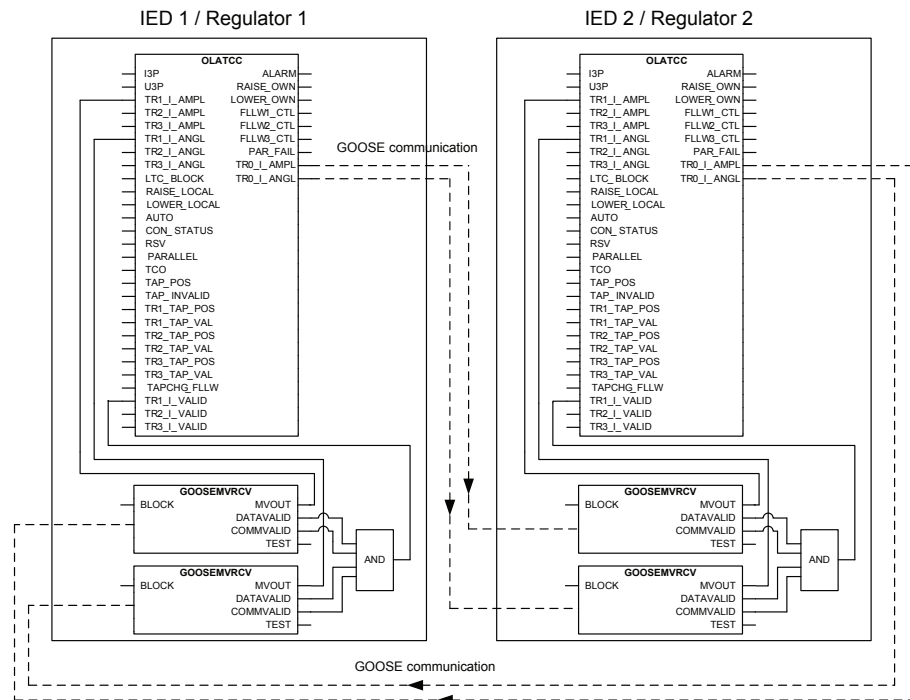 IED 1 / Regulator 1
IED 2 / Regulator 2
OLATCC
I3P
U3P
TR1_I_AMPL
TR2_I_AMPL
TR3_I_AMPL
TR1_I_ANGL
TR2_I_ANGL
TR3_I_ANGL
LTC_BLOCK
RAISE_LOCAL
LOWER_LOCAL
AUTO
CON_STATUS
RSV
PARALLEL
TCO
TAP_POS
TAP_INVALID
TR1_TAP_POS
TR1_TAP_VAL
TR2_TAP_POS
TR2_TAP_VAL
TR3_TAP_POS
TR3_TAP_VAL
TAPCHG_FLLW
TR1_I_VALID
TR2_I_VALID
TR3_I_VALID
ALARM
RAISE_OWN
LOWER_OWN
FLLW1_CTL
FLLW2_CTL
FLLW3_CTL
PAR_FAIL
TR0_I_AMPL
TR0_I_ANGL
GOOSE communication
OLATCC
I3P
U3P
TR1_I_AMPL
TR2_I_AMPL
TR3_I_AMPL
TR1_I_ANGL
TR2_I_ANGL
TR3_I_ANGL
LTC_BLOCK
RAISE_LOCAL
LOWER_LOCAL
AUTO
CON_STATUS
RSV
PARALLEL
TCO
TAP_POS
TAP_INVALID
TR1_TAP_POS
TR1_TAP_VAL
TR2_TAP_POS
TR2_TAP_VAL
TR3_TAP_POS
TR3_TAP_VAL
TAPCHG_FLLW
TR1_I_VALID
TR2_I_VALID
TR3_I_VALID
ALARM
RAISE_OWN
LOWER_OWN
FLLW1_CTL
FLLW2_CTL
FLLW3_CTL
PAR_FAIL
TR0_I_AMPL
TR0_I_ANGL
GOOSEMVRCV
BLOCK
MVOUT
DATAVALID
COMMVALID
TEST
AND
GOOSEMVRCV
BLOCK
MVOUT
DATAVALID
COMMVALID
TEST
GOOSEMVRCV
BLOCK
MVOUT
DATAVALID
COMMVALID
TEST
AND
GOOSEMVRCV
BLOCK
MVOUT
DATAVALID
COMMVALID
TEST
GOOSE communication